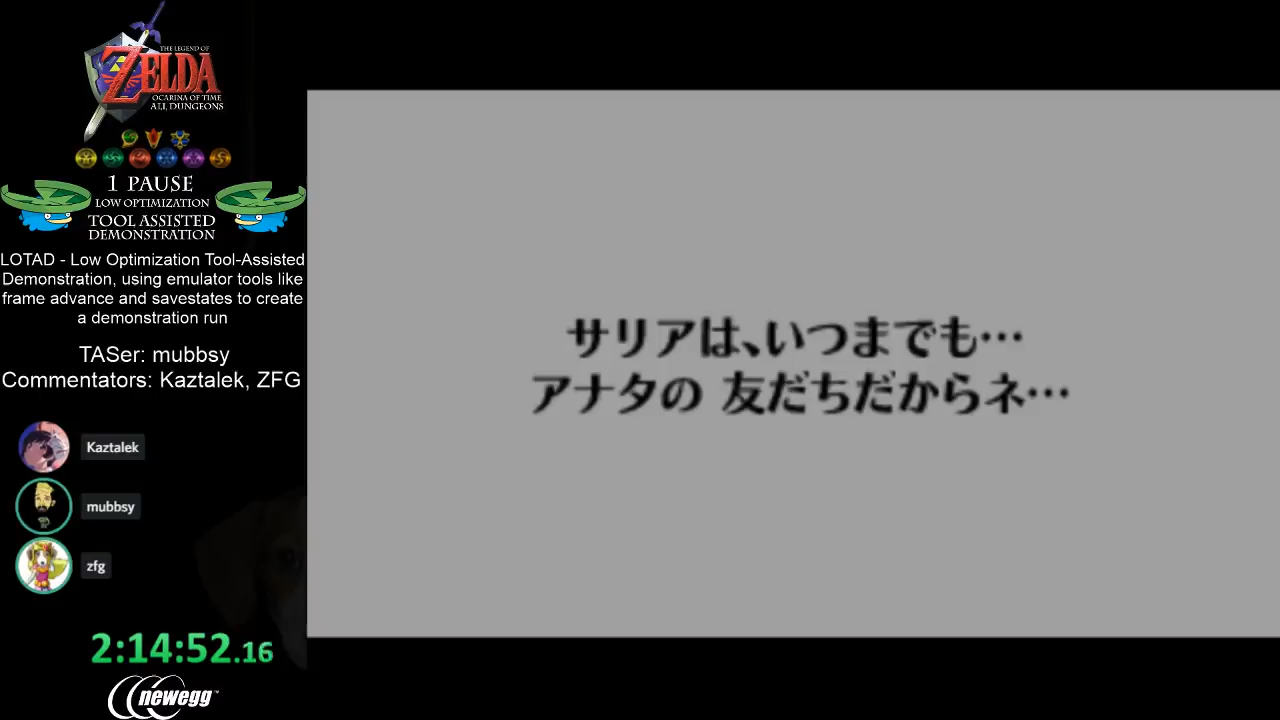 THE LEGEND OF
ZELDA
OCARINA OF TIME
ALL DUNGEONS
1 PAUSE
LOW OPTIMIZATION
TOOL ASSISTED
DEMONSTRATION
LOTAD - Low Optimization Tool-Assisted
Demonstration, using emulator tools like
frame advance and savestates to create
a demonstration run
TASer: mubbsy
Commentators: Kaztalek, ZFG
Kaztalek
mubbsy
zfg
2:14:52.16
newegg™
サリアは、いつまでも…
アナタの 友だちだからネ…